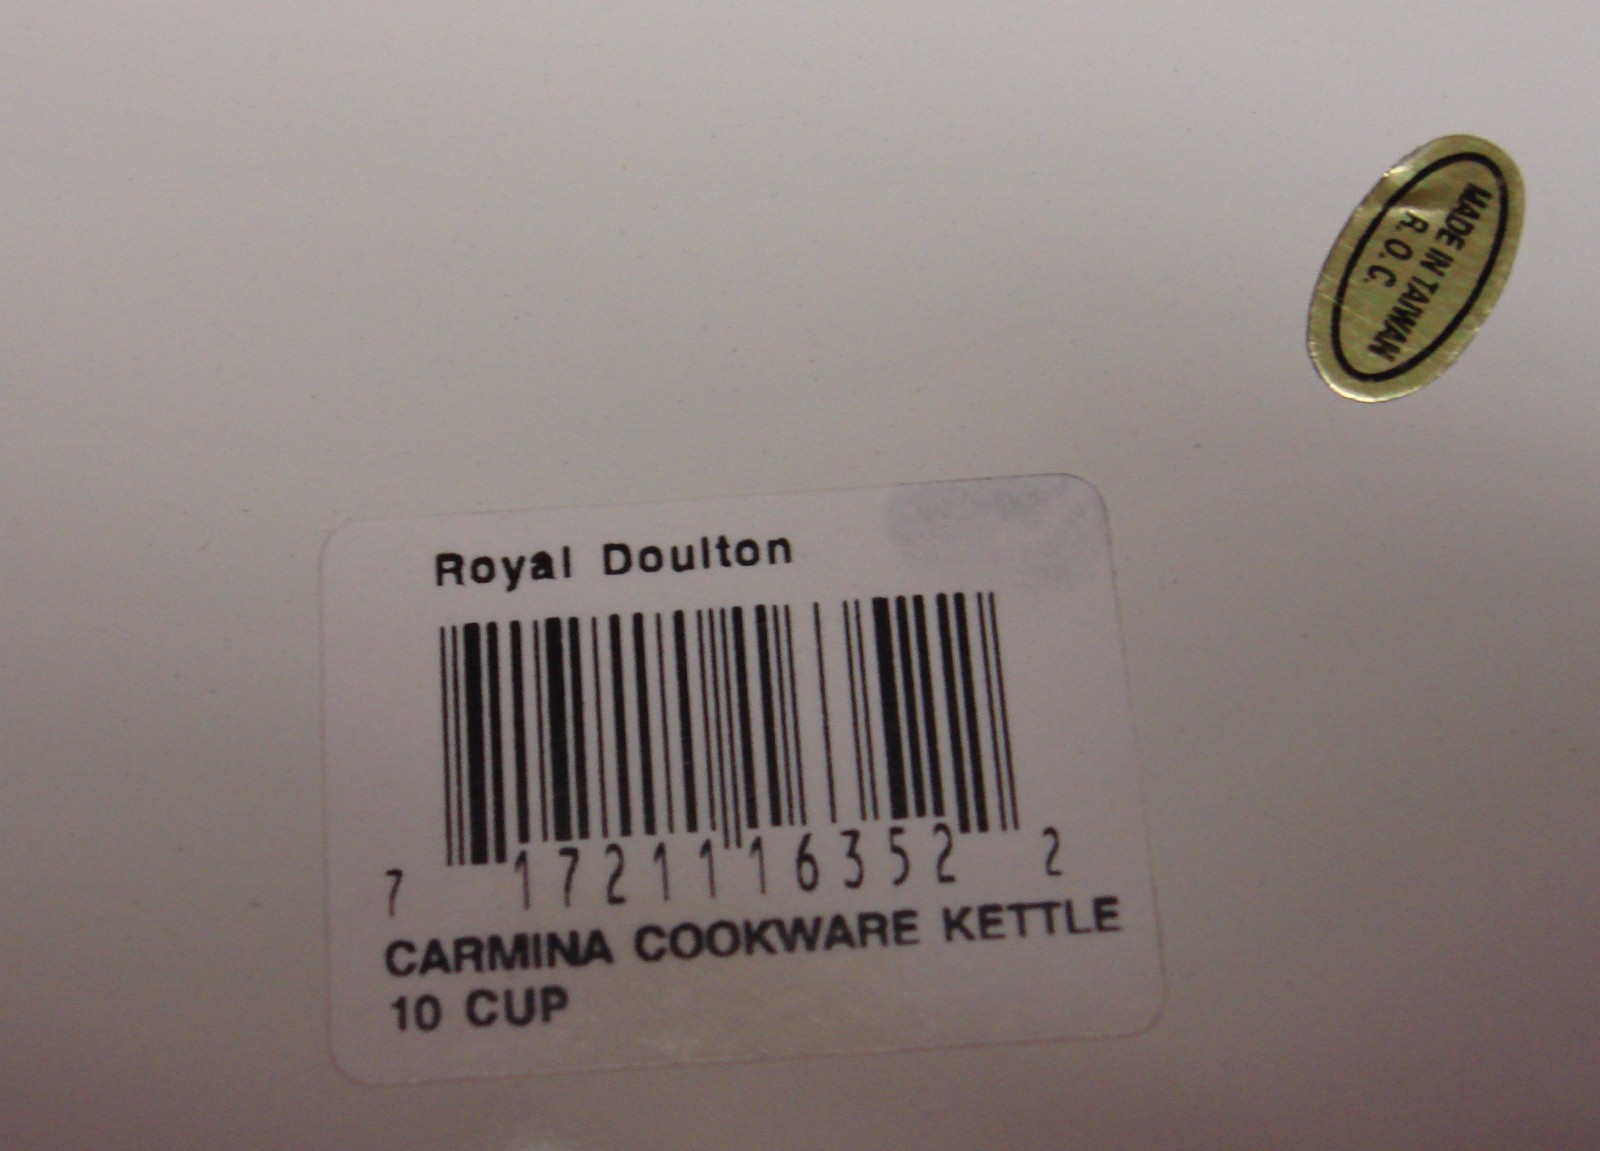 MADE IN TAIWAN
R.O.C.
Royal Doulton
7 17211 16352 2
CARMINA COOKWARE KETTLE
10 CUP